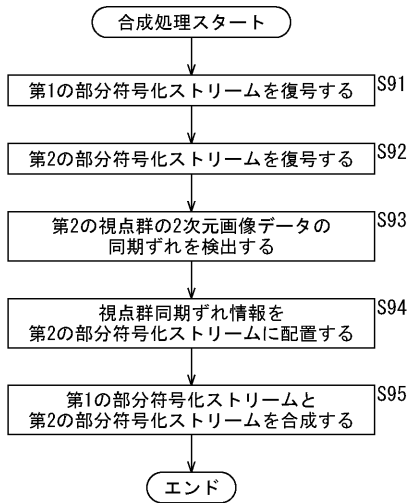 合成処理スタート
第1の部分符号化ストリームを復号する
S91
第2の部分符号化ストリームを復号する
S92
第2の視点群の2次元画像データの
同期ずれを検出する
S93
視点群同期ずれ情報を
第2の部分符号化ストリームに配置する
S94
第1の部分符号化ストリームと
第2の部分符号化ストリームを合成する
S95
エンド